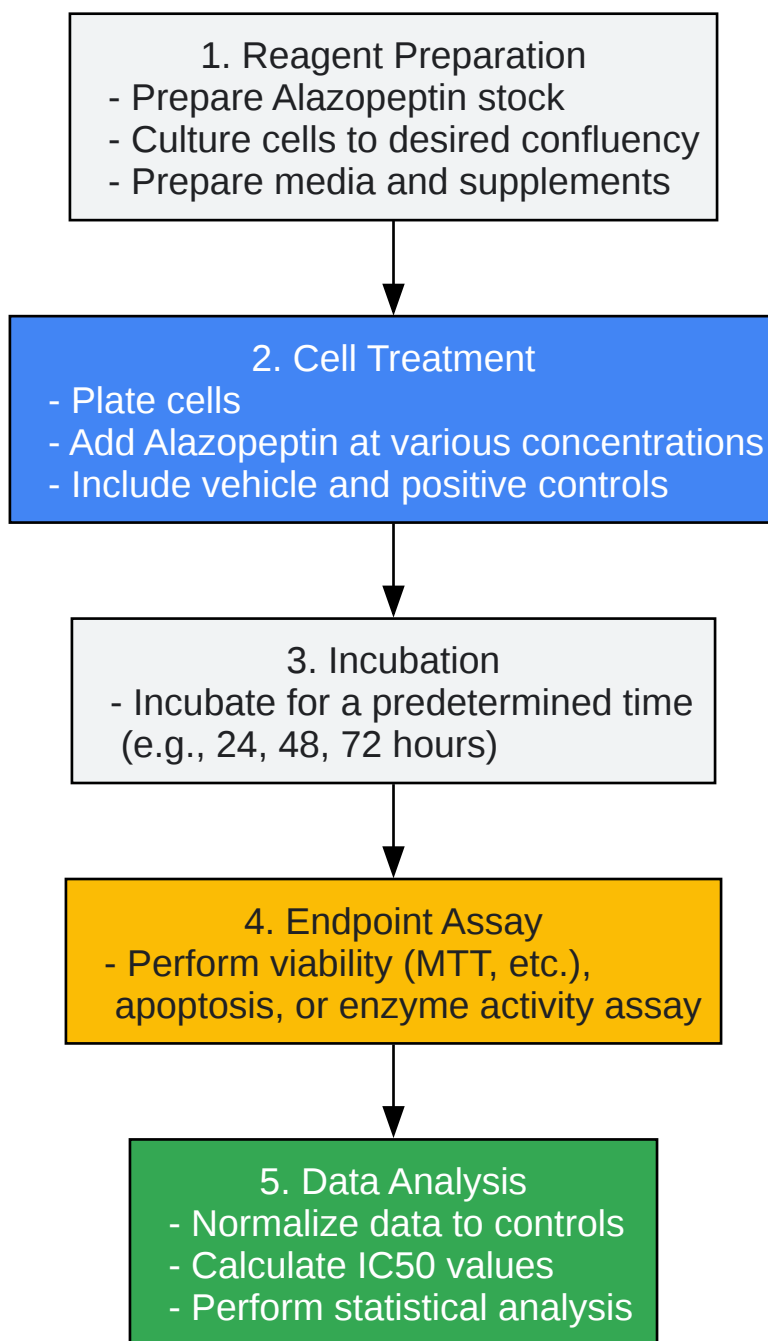 1. Reagent Preparation
- Prepare Alazopeptin stock
- Culture cells to desired confluency
- Prepare media and supplements
2. Cell Treatment
- Plate cells
- Add Alazopeptin at various concentrations
- Include vehicle and positive controls
3. Incubation
- Incubate for a predetermined time
(e.g., 24, 48, 72 hours)
4. Endpoint Assay
- Perform viability (MTT, etc.),
apoptosis, or enzyme activity assay
5. Data Analysis
- Normalize data to controls
- Calculate IC50 values
- Perform statistical analysis